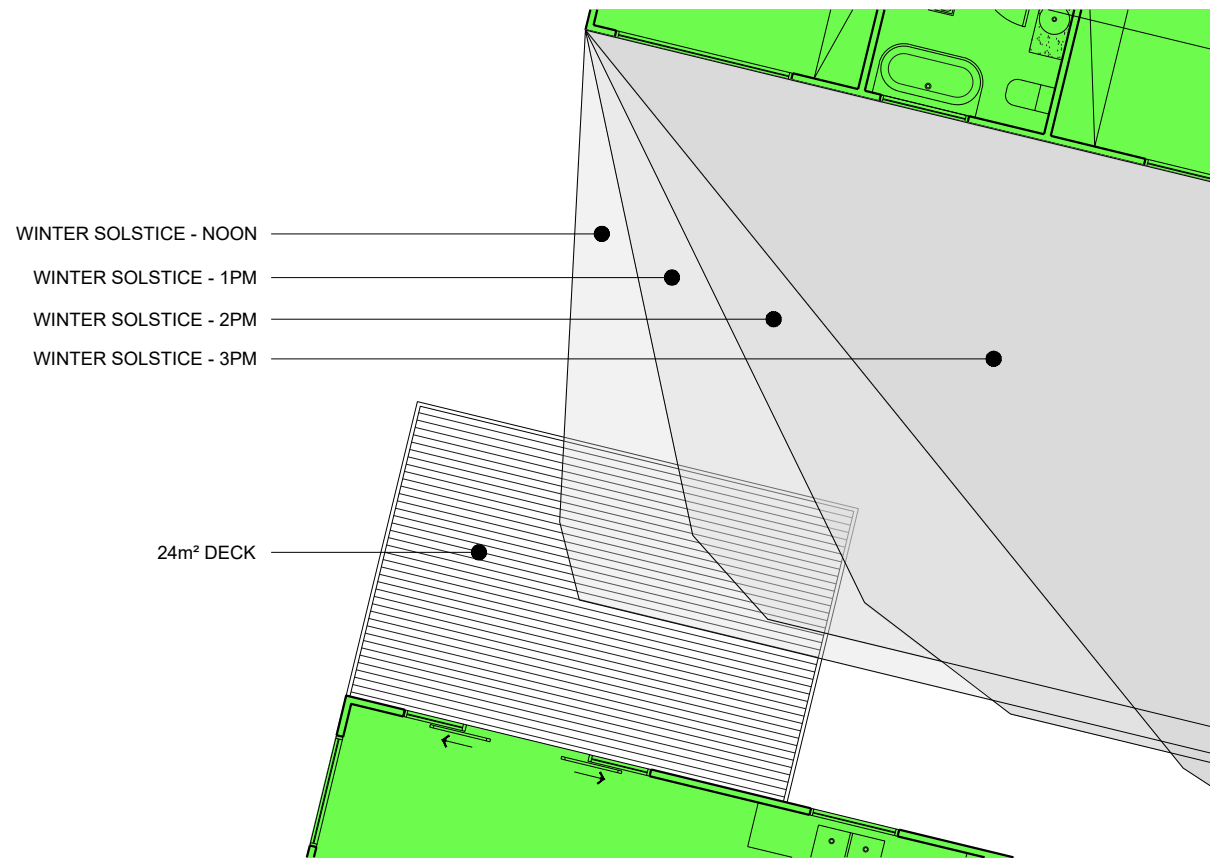 WINTER SOLSTICE - NOON
WINTER SOLSTICE - 1PM
WINTER SOLSTICE - 2PM
WINTER SOLSTICE - 3PM
24m² DECK